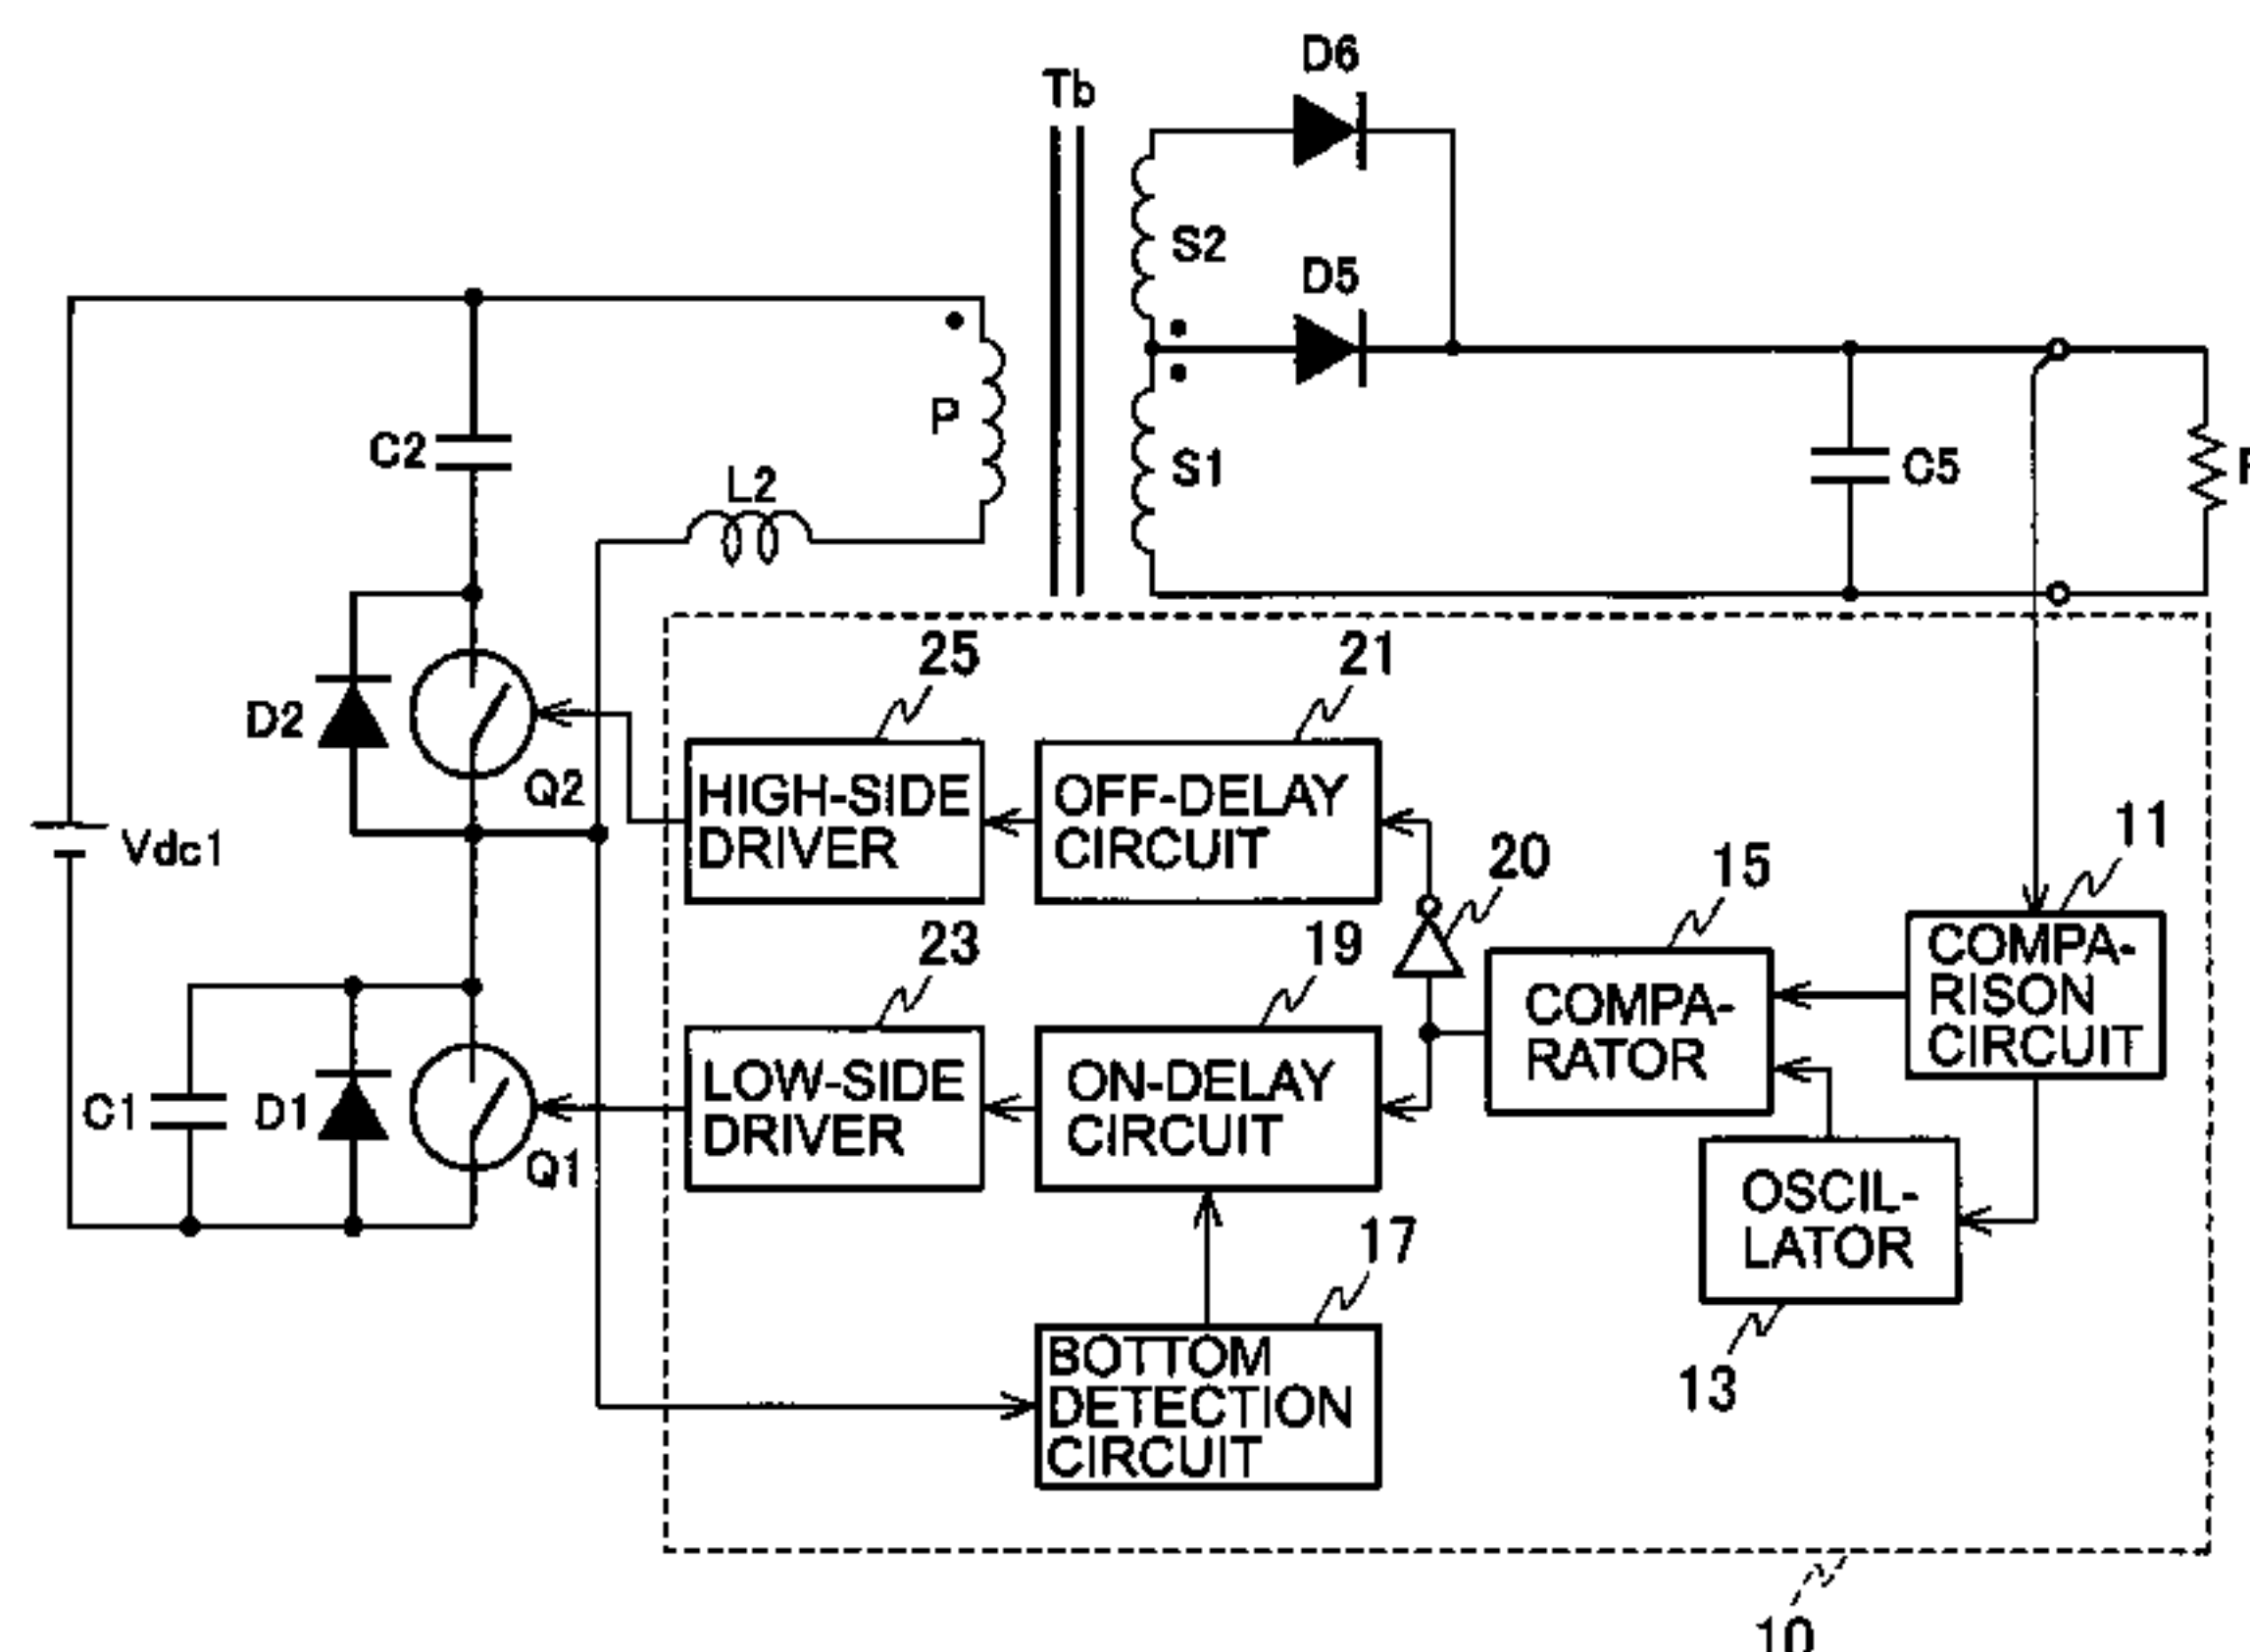 D6
Tb
S2
D5
P
C2
L2
S1
C5
R
25
21
D2
Q2
HIGH-SIDE
DRIVER
OFF-DELAY
CIRCUIT
20
15
11
Vdc1
23
19
COMPA-
RATOR
COMPA-
RISON
CIRCUIT
C1
D1
Q1
LOW-SIDE
DRIVER
ON-DELAY
CIRCUIT
OSCIL-
LATOR
17
13
BOTTOM
DETECTION
CIRCUIT
10